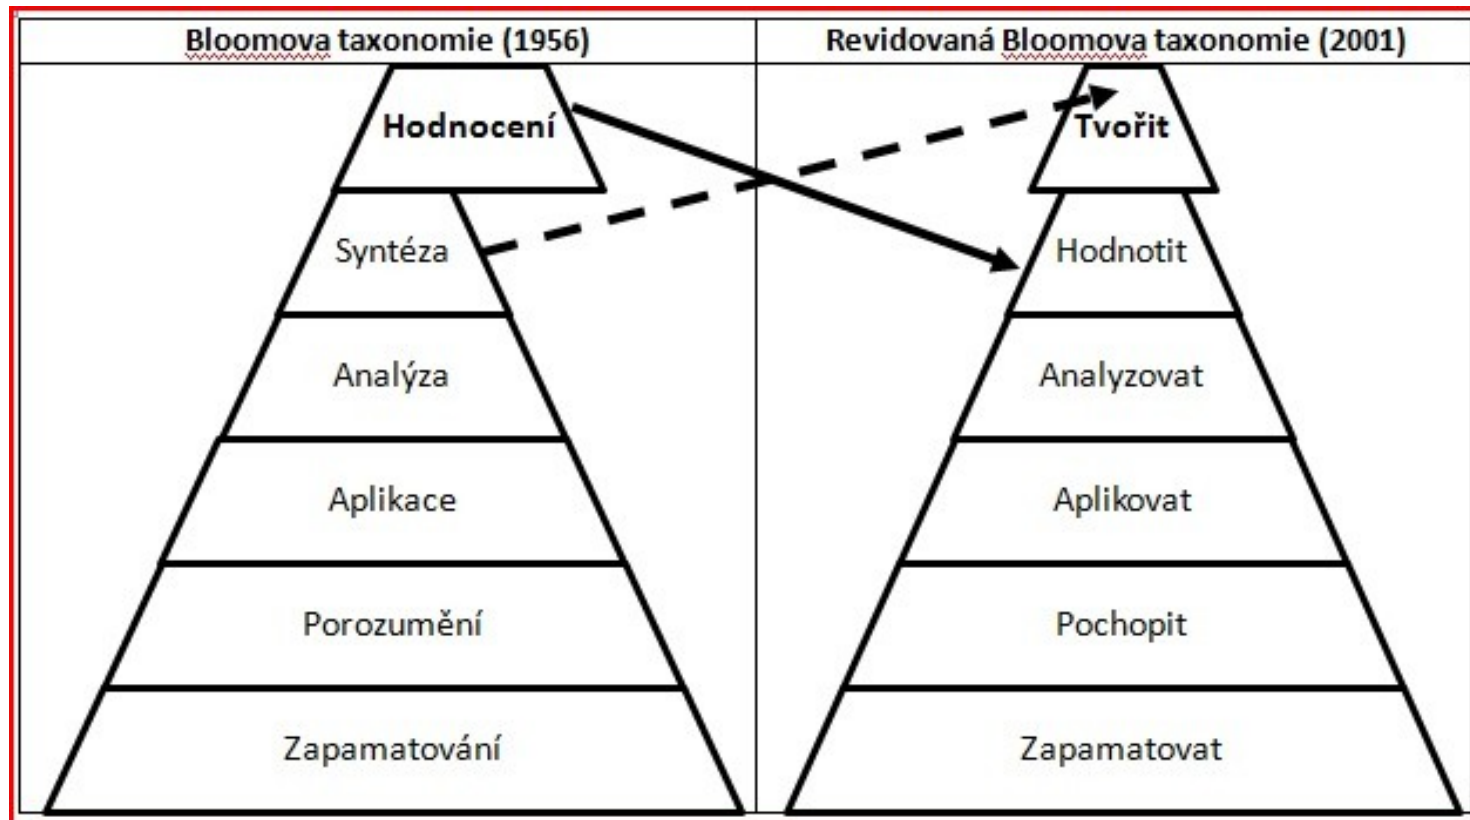 Bloomova taxonomie (1956)
Revidovaná Bloomova taxonomie (2001)
Hodnocení
Syntéza
Analýza
Aplikace
Porozumění
Zapamatování
Tvořit
Hodnotit
Analyzovat
Aplikovat
Pochopit
Zapamatovat